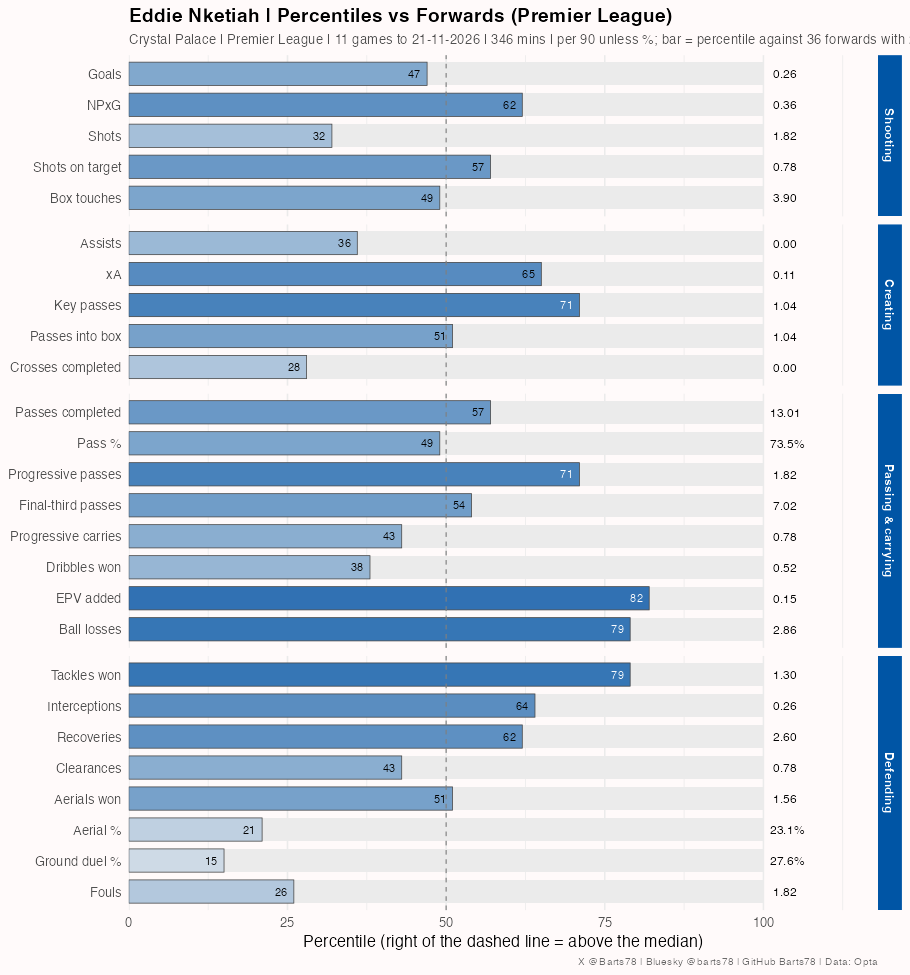 Eddie Nketiah | Percentiles vs Forwards (Premier League)
Crystal Palace | Premier League | 11 games to 21-11-2026 | 346 mins | per 90 unless %; bar = percentile against 36 forwards with
Goals 47 0.26
NPxG 62 0.36
Shots 32 1.82
Shots on target 57 0.78
Box touches 49 3.90
Shooting
Assists 36 0.00
xA 65 0.11
Key passes 71 1.04
Passes into box 51 1.04
Crosses completed 28 0.00
Creating
Passes completed 57 13.01
Pass % 49 73.5%
Progressive passes 71 1.82
Final-third passes 54 7.02
Progressive carries 43 0.78
Dribbles won 38 0.52
EPV added 82 0.15
Ball losses 79 2.86
Passing & carrying
Tackles won 79 1.30
Interceptions 64 0.26
Recoveries 62 2.60
Clearances 43 0.78
Aerials won 51 1.56
Aerial % 21 23.1%
Ground duel % 15 27.6%
Fouls 26 1.82
Defending
0 25 50 75 100
Percentile (right of the dashed line = above the median)
X @Barts78 | Bluesky @barts78 | GitHub Barts78 | Data: Opta